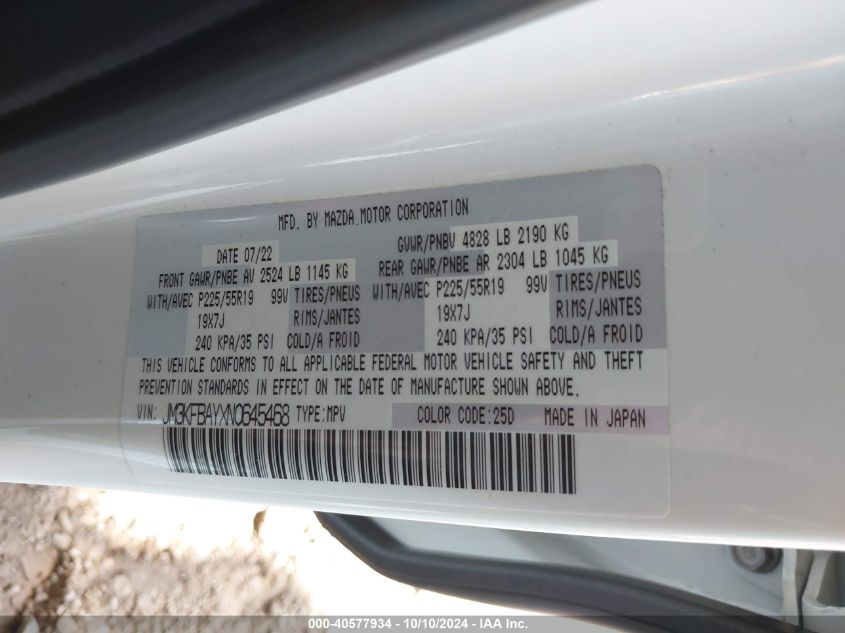 MFD. BY MAZDA MOTOR CORPORATION
DATE 07/22
GVWR/PNBV 4828 LB 2190 KG
FRONT GAWR/PNBE AV 2524 LB 1145 KG
REAR GAWR/PNBE AR 2304 LB 1045 KG
WITH/AVEC P225/55R19 99V TIRES/PNEUS
WITH/AVEC P225/55R19 99V TIRES/PNEUS
19X7J RIMS/JANTES
19X7J RIMS/JANTES
240 KPA/35 PSI COLD/A FROID
240 KPA/35 PSI COLD/A FROID
THIS VEHICLE CONFORMS TO ALL APPLICABLE FEDERAL MOTOR VEHICLE SAFETY AND THEFT
PREVENTION STANDARDS IN EFFECT ON THE DATE OF MANUFACTURE SHOWN ABOVE.
VIN: JM3KFBAYXN0645468 TYPE:MPV COLOR CODE:25D MADE IN JAPAN
000-40577934 - 10/10/2024 - IAA Inc.